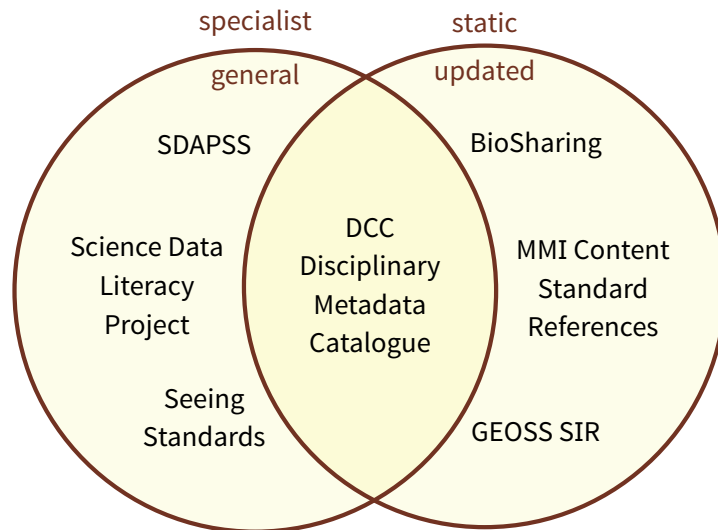 specialist
static
general
updated
SDAPSS
BioSharing
Science Data
Literacy
Project
DCC
Disciplinary
Metadata
Catalogue
MMI Content
Standard
References
Seeing
Standards
GEOSS SIR